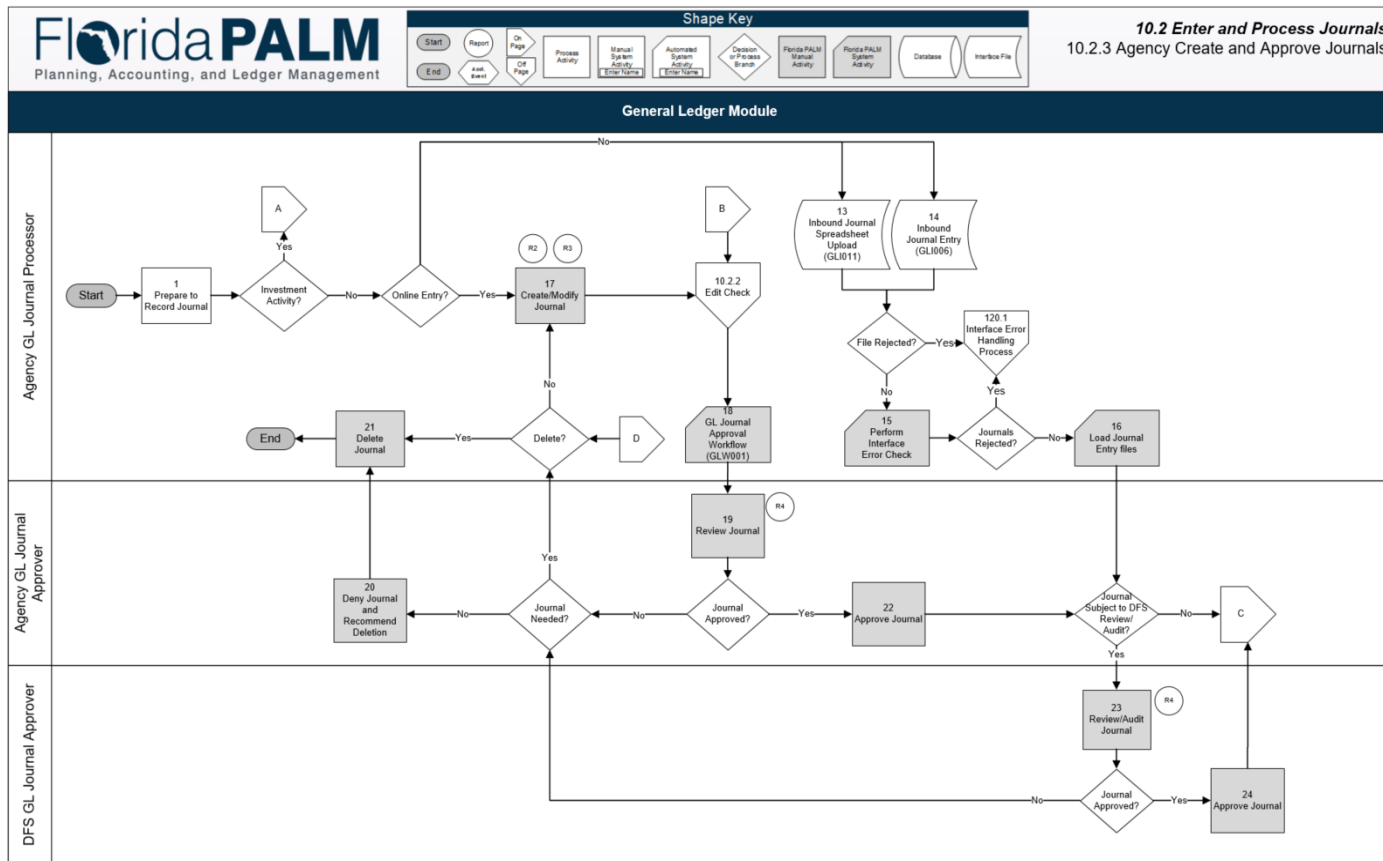 Florida PALM
Planning, Accounting, and Ledger Management
Shape Key
Start
End
Report
Acct.
Event
On
Page
Off
Page
Process
Activity
Manual
System
Activity
Enter Name
Automated
System
Activity
Enter Name
Decision
or Process
Branch
Florida PALM
Manual
Activity
Florida PALM
System
Activity
Database
Interface File
10.2 Enter and Process Journals
10.2.3 Agency Create and Approve Journals
General Ledger Module
Agency GL Journal Processor
Start
1
Prepare to
Record Journal
Investment
Activity?
Yes
A
No
Online Entry?
No
Yes
R2
R3
17
Create/Modify
Journal
B
10.2.2
Edit Check
13
Inbound Journal
Spreadsheet
Upload
(GLI011)
14
Inbound
Journal Entry
(GLI006)
File Rejected?
Yes
120.1
Interface Error
Handling
Process
No
Yes
No
End
21
Delete
Journal
Yes
Delete?
D
18
GL Journal
Approval
Workflow
(GLW001)
15
Perform
Interface
Error Check
Journals
Rejected?
No
16
Load Journal
Entry files
Agency GL Journal
Approver
19
Review Journal
R4
Yes
20
Deny Journal
and
Recommend
Deletion
No
Journal
Needed?
No
Journal
Approved?
Yes
22
Approve Journal
Journal
Subject to DFS
Review/
Audit?
No
C
Yes
DFS GL Journal Approver
23
Review/Audit
Journal
R4
No
Journal
Approved?
Yes
24
Approve Journal